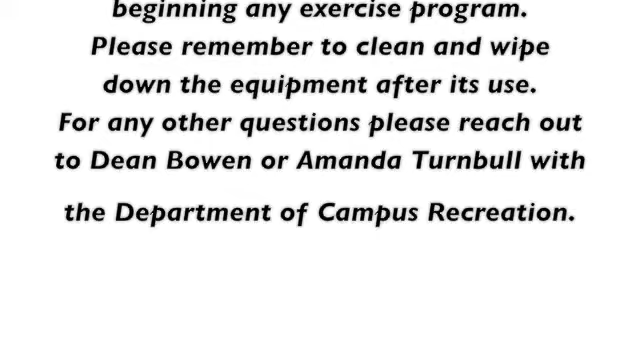 beginning any exercise program.
Please remember to clean and wipe
down the equipment after its use.
For any other questions please reach out
to Dean Bowen or Amanda Turnbull with
the Department of Campus Recreation.